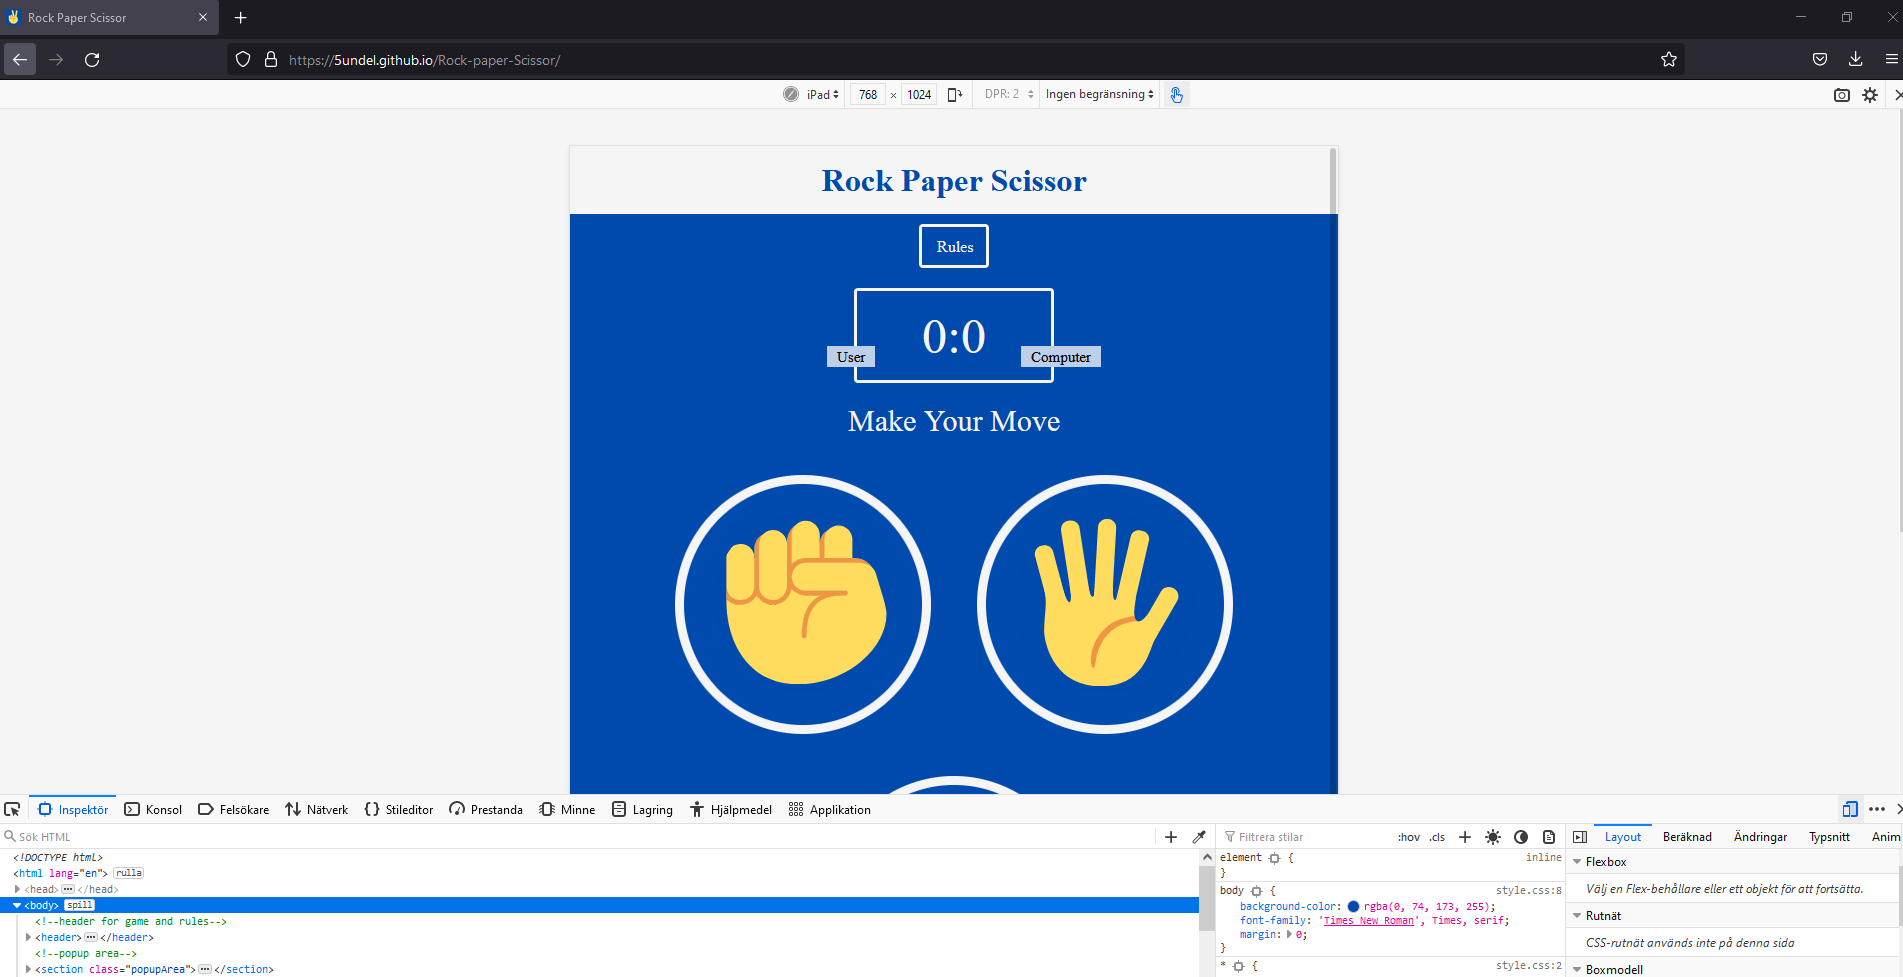 Rock Paper Scissor
https://5undel.github.io/Rock-paper-Scissor/
iPad 768 × 1024 DPR: 2 Ingen begränsning
Rock Paper Scissor
Rules
0:0
User Computer
Make Your Move
Inspektör Konsol Felsökare Nätverk Stileditor Prestanda Minne Lagring Hjälpmedel Applikation
Sök HTML
<!DOCTYPE html>
<html lang="en"> rulla
<head> ••• </head>
<body> spill
<!--header for game and rules-->
<header> ••• </header>
<!--popup area-->
<section class="popupArea"> ••• </section>
Filtrera stilar :hov .cls
element { inline
}
body { style.css:8
background-color: rgba(0, 74, 173, 255);
font-family: 'Times New Roman', Times, serif;
margin: 0;
}
* { style.css:2
Layout Beräknad Ändringar Typsnitt Anim
Flexbox
Välj en Flex-behållare eller ett objekt för att fortsätta.
Rutnät
CSS-rutnät används inte på denna sida
Boxmodell